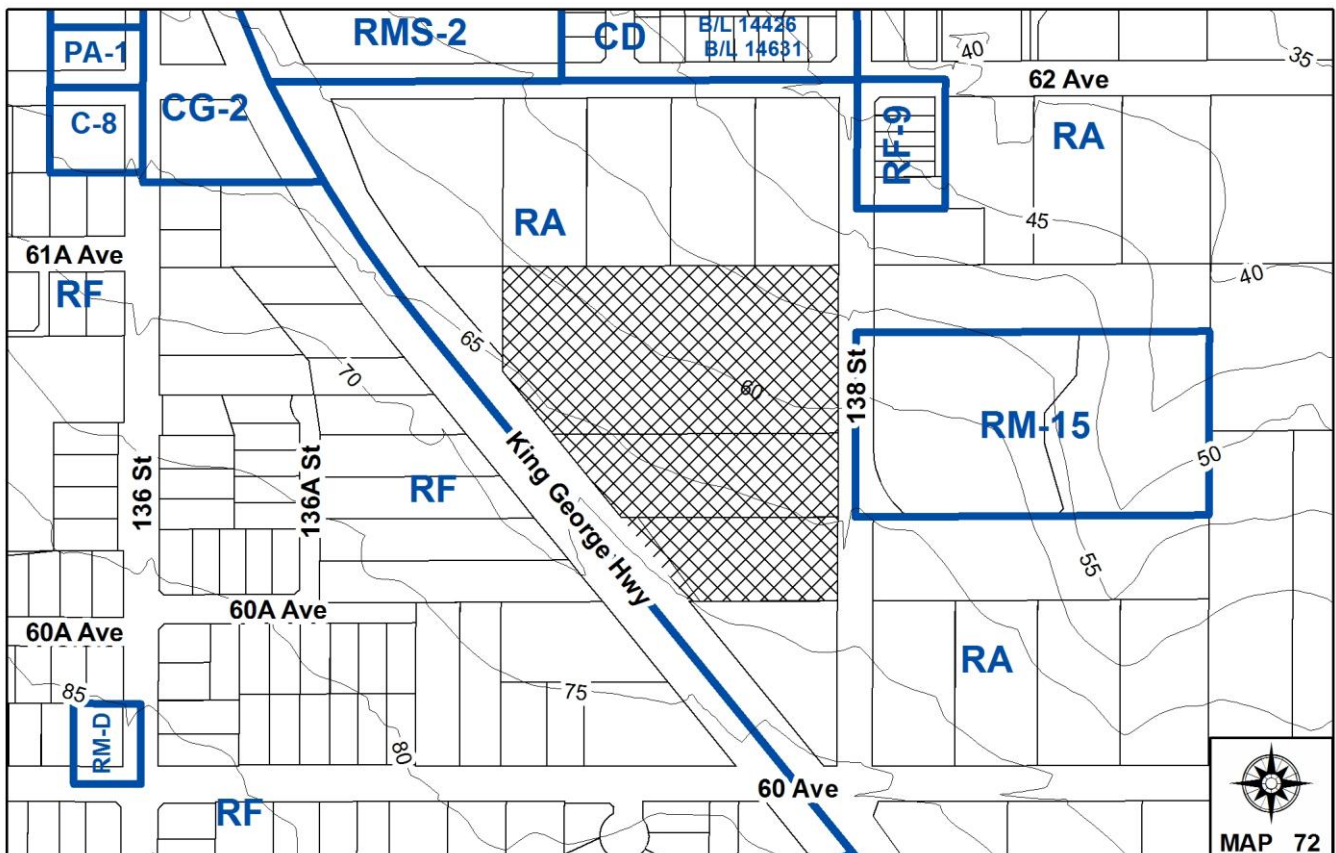 PA-1
RMS-2
CD
B/L 14426
B/L 14681
40
35
62 Ave
C-8
CG-2
RF-9
RA
RA
45
61A Ave
40
RF
65
70
60
138 St
RM-15
50
King George Hwy
136 St
136A St
RF
55
60A Ave
60A Ave
RA
85
75
RM-D
80
60 Ave
RF
MAP 72